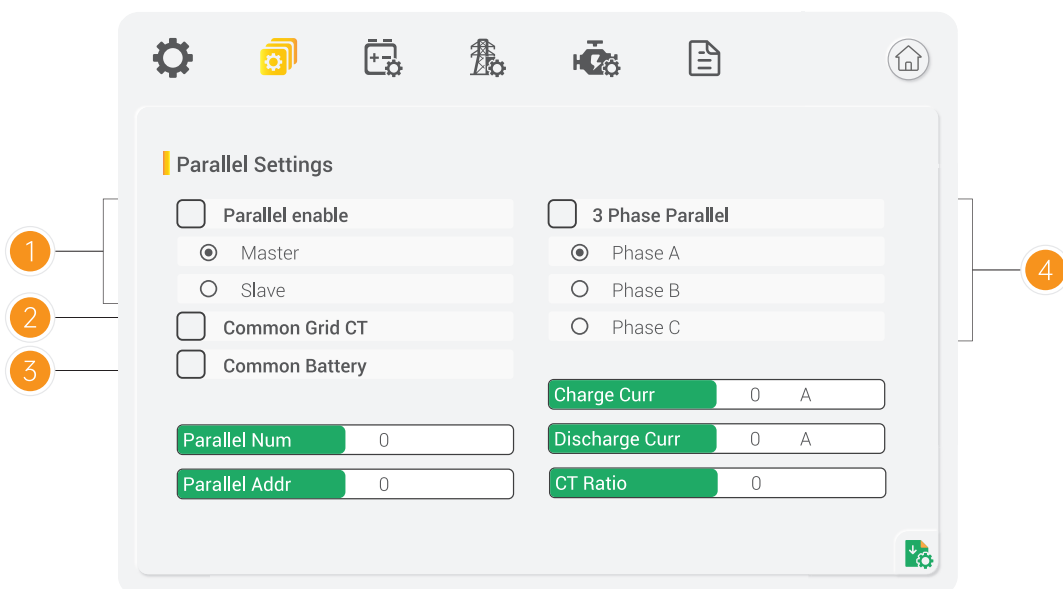 Parallel Settings
1
Parallel enable
Master
Slave
2
Common Grid CT
3
Common Battery
Parallel Num 0
Parallel Addr 0
3 Phase Parallel
Phase A
Phase B
Phase C
4
Charge Curr 0 A
Discharge Curr 0 A
CT Ratio 0